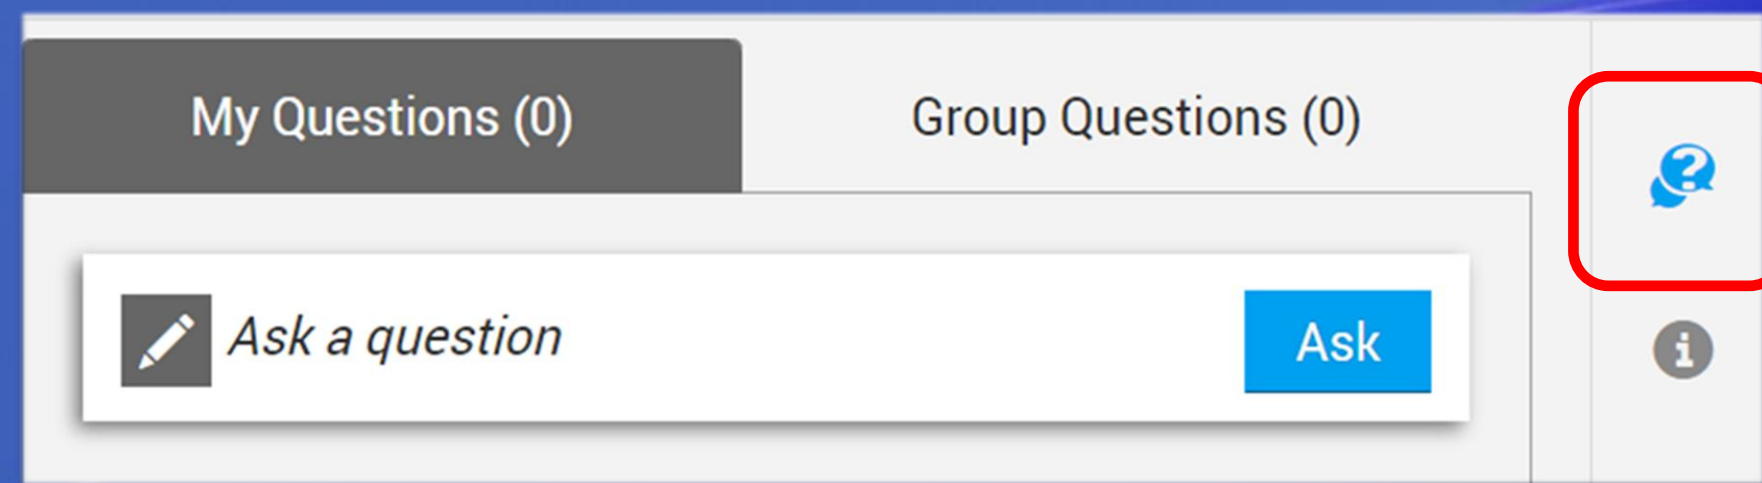 My Questions (0)
Group Questions (0)
Ask a question
Ask